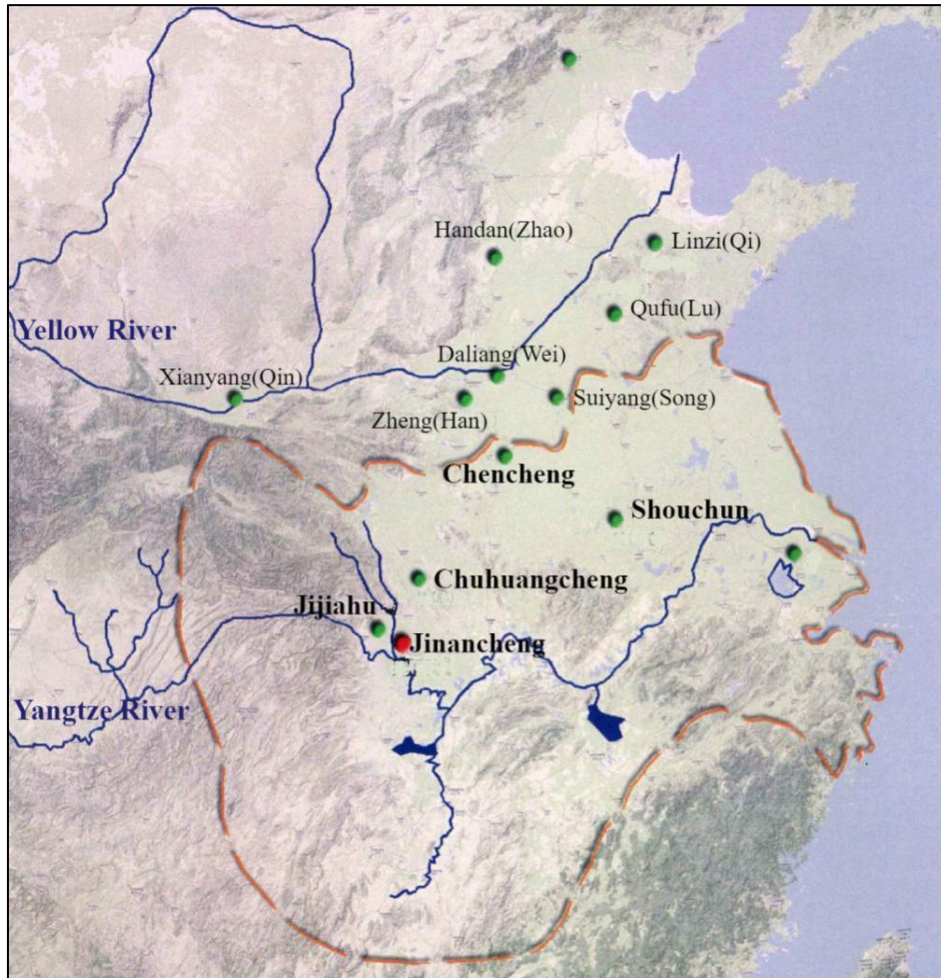 Handan(Zhao)
Linzi(Qi)
Qufu(Lu)
Yellow River
Daliang(Wei)
Xianyang(Qin)
Suiyang(Song)
Zheng(Han)
Chencheng
Shouchun
Chuhuangcheng
Jijiahu
Jinancheng
Yangtze River